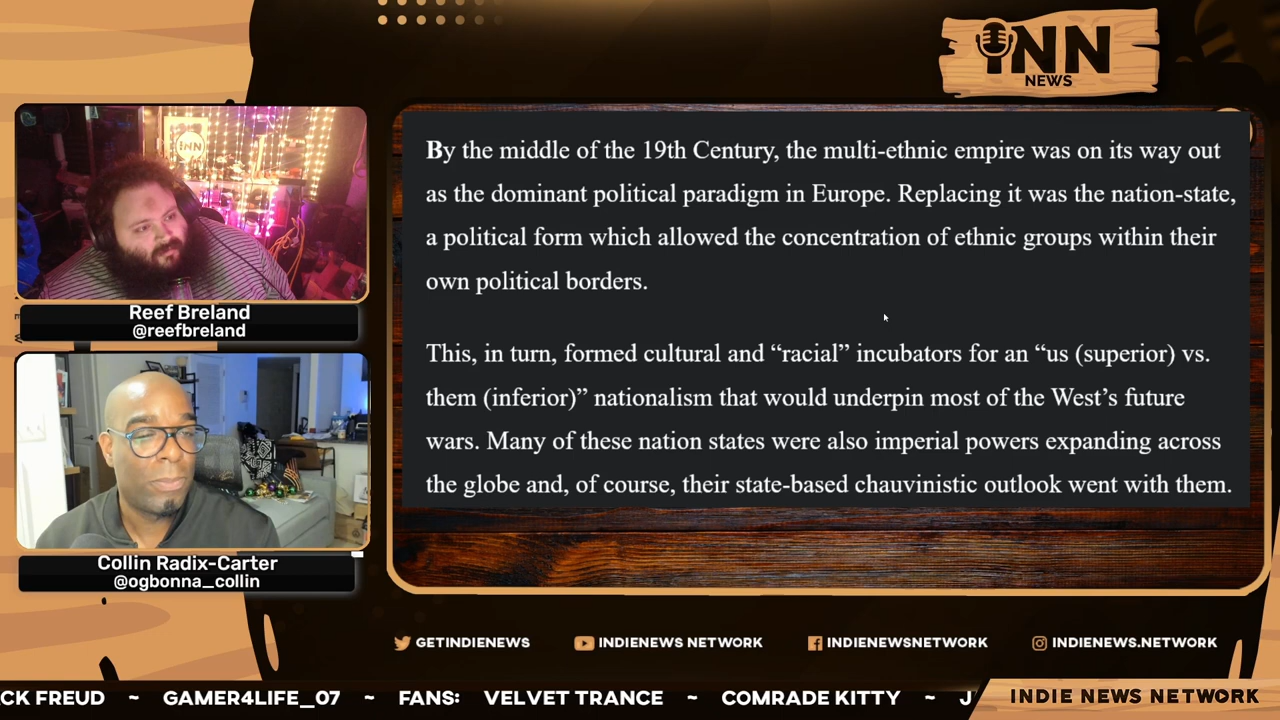 INN
NEWS
INN
Reef Breland
@reefbreland
Collin Radix-Carter
@ogbonna_collin
By the middle of the 19th Century, the multi-ethnic empire was on its way out
as the dominant political paradigm in Europe. Replacing it was the nation-state,
a political form which allowed the concentration of ethnic groups within their
own political borders.
This, in turn, formed cultural and “racial” incubators for an “us (superior) vs.
them (inferior)” nationalism that would underpin most of the West’s future
wars. Many of these nation states were also imperial powers expanding across
the globe and, of course, their state-based chauvinistic outlook went with them.
GETINDIENEWS
INDIENEWS NETWORK
INDIENEWSNETWORK
INDIENEWS.NETWORK
CK FREUD ~ GAMER4LIFE_07 ~ FANS: VELVET TRANCE ~ COMRADE KITTY ~ J
INDIE NEWS NETWORK